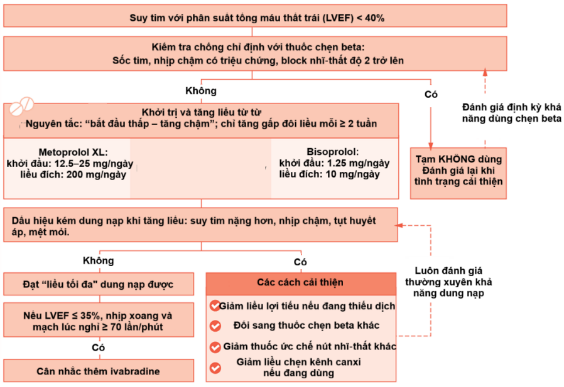 Suy tim với phân suất tống máu thất trái (LVEF) < 40%
Kiểm tra chống chỉ định với thuốc chẹn beta:
Sốc tim, nhịp chậm có triệu chứng, block nhĩ-thất độ 2 trở lên
Không
Có
Đánh giá định kỳ khả
năng dùng chẹn beta
Khởi trị và tăng liều từ từ
Nguyên tắc: “bắt đầu thấp – tăng chậm”; chỉ tăng gấp đôi liều mỗi ≥ 2 tuần
Metoprolol XL:
khởi đầu: 12.5–25 mg/ngày
liều đích: 200 mg/ngày
Bisoprolol:
khởi đầu: 1.25 mg/ngày
liều đích: 10 mg/ngày
Tạm KHÔNG dùng
Đánh giá lại khi
tình trạng cải thiện
Dấu hiệu kém dung nạp khi tăng liều: suy tim nặng hơn, nhịp chậm, tụt huyết
áp, mệt mỏi.
Không
Có
Luôn đánh giá
thường xuyên khả
năng dung nạp
Đạt “liều tối đa" dung nạp được
Nếu LVEF ≤ 35%, nhịp xoang và
mạch lúc nghỉ ≥ 70 lần/phút
Có
Cân nhắc thêm ivabradine
Các cách cải thiện
Giảm liều lợi tiểu nếu đang thiếu dịch
Đổi sang thuốc chẹn beta khác
Giảm thuốc ức chế nút nhĩ-thất khác
Giảm liều chẹn kênh canxi
nếu đang dùng